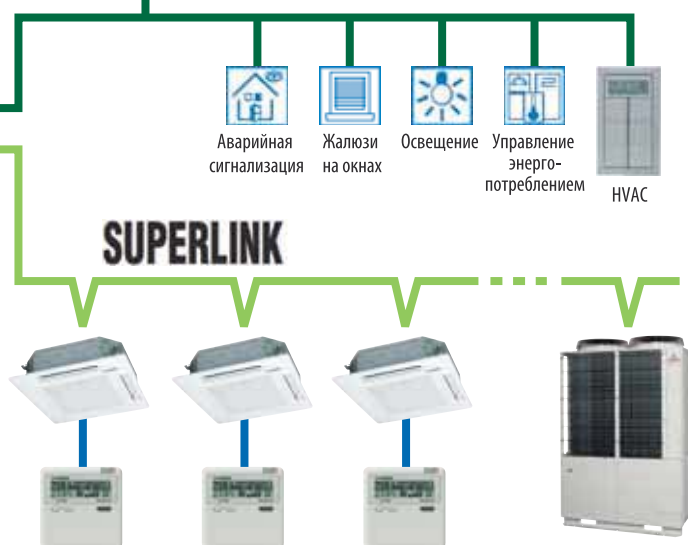 Аварийная
сигнализация
Жалюзи
на окнах
Освещение
Управление
энерго-
потреблением
HVAC
SUPERLINK